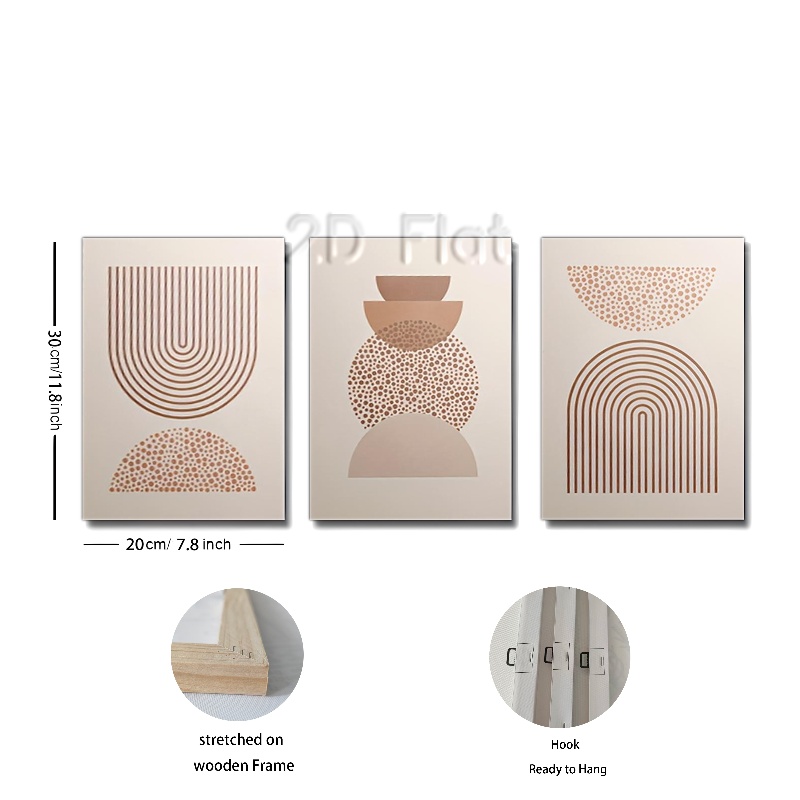 2D Flat
30cm/11.8inch
20cm/ 7.8 inch
stretched on
wooden Frame
Hook
Ready to Hang